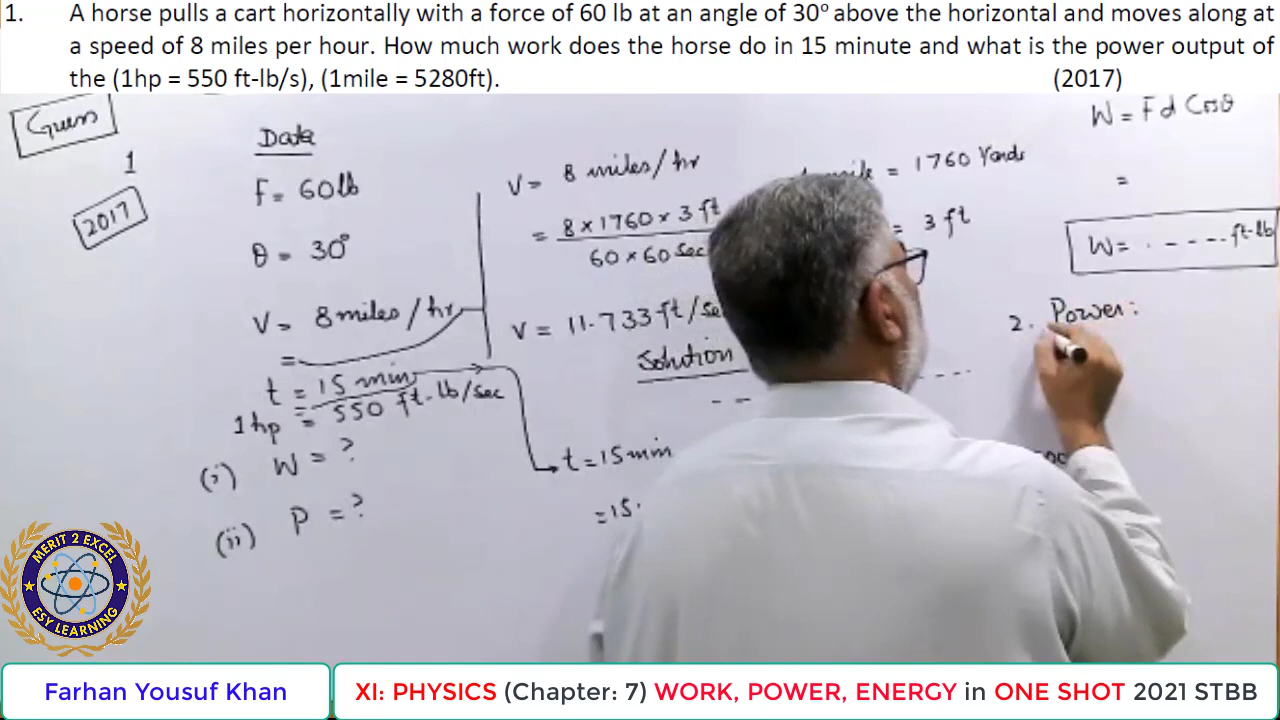 1. A horse pulls a cart horizontally with a force of 60 lb at an angle of 30° above the horizontal and moves along at
a speed of 8 miles per hour. How much work does the horse do in 15 minute and what is the power output of
the (1hp = 550 ft-lb/s), (1mile = 5280ft). (2017)
Guess
1
2017
Data
F = 60lb
θ = 30°
V = 8 miles / hr
=
t = 15 min
1hp = 550 ft.lb/sec
(i) W = ?
(ii) P = ?
V = 8 miles/hr
= 8 x 1760 x 3 ft
60 x 60 Sec
V = 11.733 ft/se
Solution
t = 15 min
= 15.
= 1760 Yards
= 3 ft
W = F d Cosθ
=
W = . - - - . ft-lb
2. Power :
MERIT 2 EXCEL
ESY LEARNING
Farhan Yousuf Khan
XI: PHYSICS (Chapter: 7) WORK, POWER, ENERGY in ONE SHOT 2021 STBB